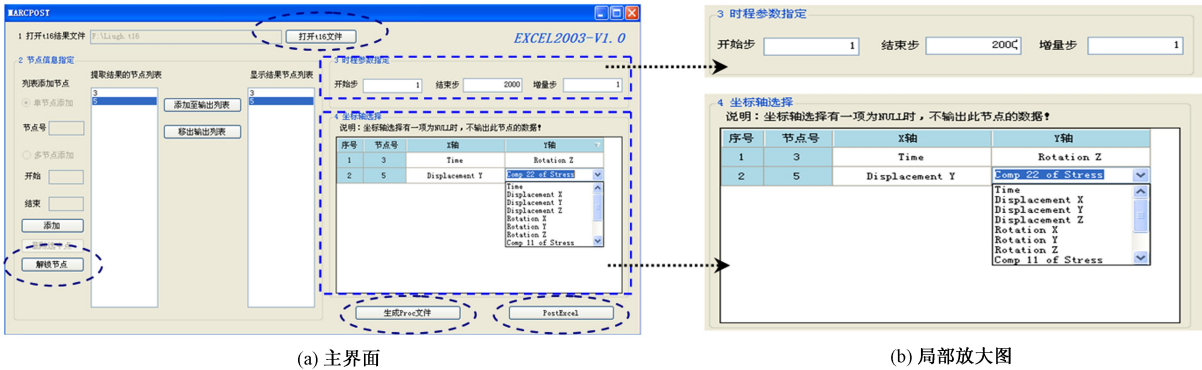 MARCPOST
1 打开t16结果文件
F:\Liugh.t16
打开t16文件
EXCEL2003-V1.0
2 节点信息指定
列表添加节点
单节点添加
节点号
多节点添加
开始
结束
添加
解锁节点
提取结果的节点列表
3
5
添加至输出列表
移出输出列表
显示结果节点列表
3
5
3 时程参数指定
开始步 1 结束步 2000 增量步 1
4 坐标轴选择
说明：坐标轴选择有一项为NULL时，不输出此节点的数据!
序号 节点号 X轴 Y轴
1 3 Time Rotation Z
2 5 Displacement Y Comp 22 of Stress
Time
Displacement X
Displacement Y
Displacement Z
Rotation X
Rotation Y
Rotation Z
Comp 11 of Stress
生成Proc文件
PostExcel
(a) 主界面
3 时程参数指定
开始步 1 结束步 2000 增量步 1
4 坐标轴选择
说明：坐标轴选择有一项为NULL时，不输出此节点的数据!
序号 节点号 X轴 Y轴
1 3 Time Rotation Z
2 5 Displacement Y Comp 22 of Stress
Time
Displacement X
Displacement Y
Displacement Z
Rotation X
Rotation Y
Rotation Z
Comp 11 of Stress
(b) 局部放大图